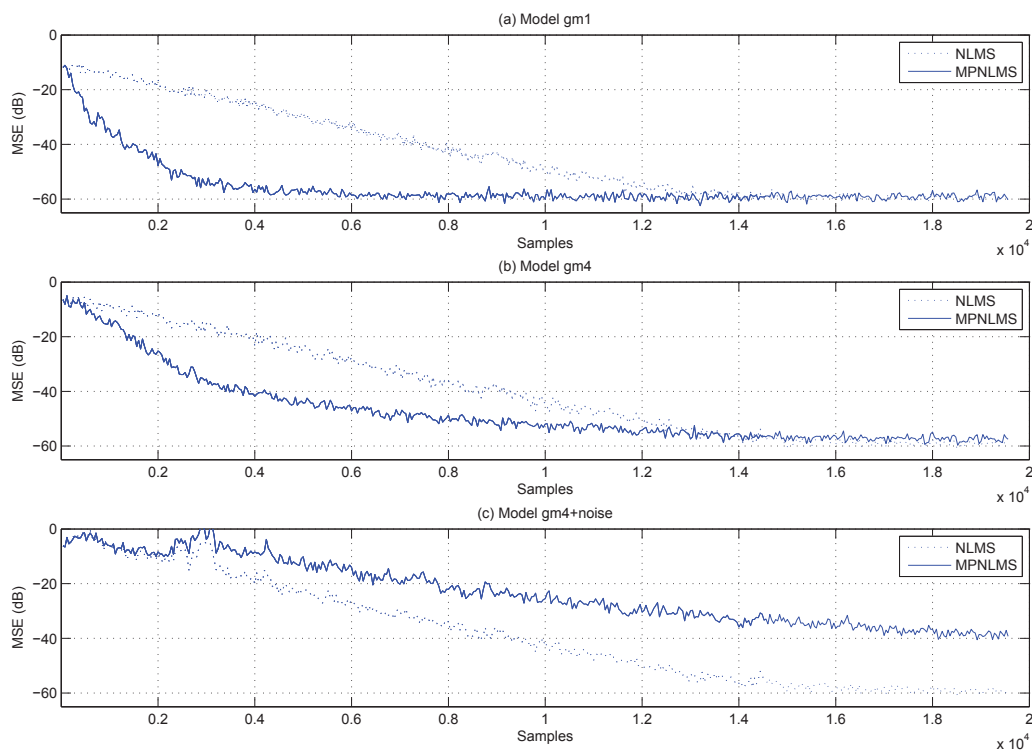 (a) Model gm1
0
−20
−40
−60
MSE (dB)
NLMS
MPNLMS
0.2 0.4 0.6 0.8 1 1.2 1.4 1.6 1.8 2
Samples
x 10^4
(b) Model gm4
0
−20
−40
−60
MSE (dB)
NLMS
MPNLMS
0.2 0.4 0.6 0.8 1 1.2 1.4 1.6 1.8 2
Samples
x 10^4
(c) Model gm4+noise
0
−20
−40
−60
MSE (dB)
NLMS
MPNLMS
0.2 0.4 0.6 0.8 1 1.2 1.4 1.6 1.8 2
Samples
x 10^4